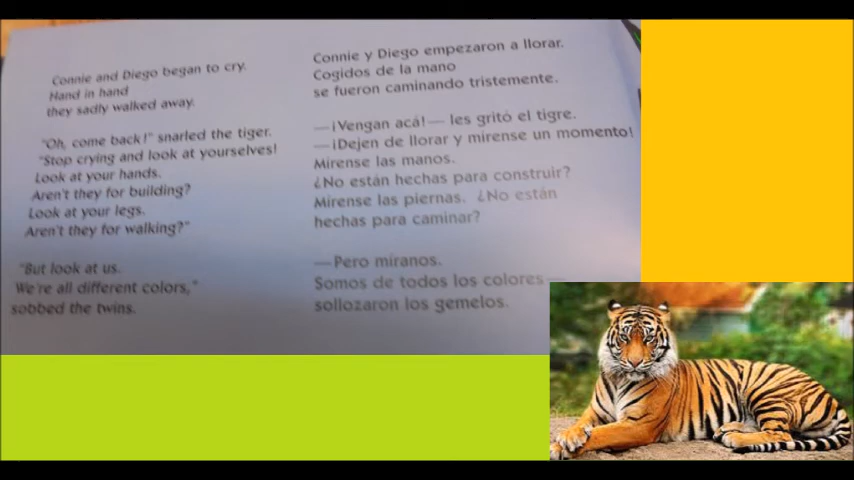 Connie and Diego began to cry.
Hand in hand
they sadly walked away.
"Oh, come back!" snarled the tiger.
"Stop crying and look at yourselves!
Look at your hands.
Aren't they for building?
Look at your legs.
Aren't they for walking?"
"But look at us.
We're all different colors,"
sobbed the twins.
Connie y Diego empezaron a llorar.
Cogidos de la mano
se fueron caminando tristemente.
—¡Vengan acá!— les gritó el tigre.
—¡Dejen de llorar y mírense un momento!
Mírense las manos.
¿No están hechas para construir?
Mírense las piernas. ¿No están
hechas para caminar?
—Pero míranos.
Somos de todos los colores—
sollozaron los gemelos.